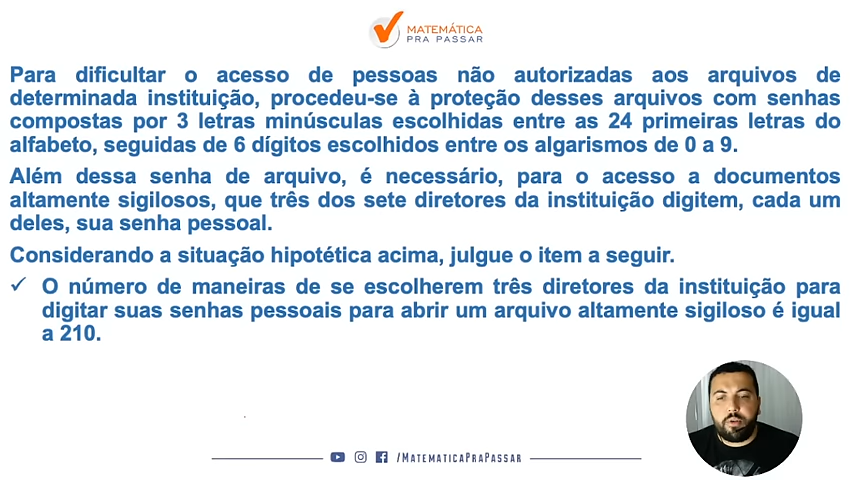 MATEMÁTICA
PRA PASSAR
Para dificultar o acesso de pessoas não autorizadas aos arquivos de
determinada instituição, procedeu-se à proteção desses arquivos com senhas
compostas por 3 letras minúsculas escolhidas entre as 24 primeiras letras do
alfabeto, seguidas de 6 dígitos escolhidos entre os algarismos de 0 a 9.
Além dessa senha de arquivo, é necessário, para o acesso a documentos
altamente sigilosos, que três dos sete diretores da instituição digitem, cada um
deles, sua senha pessoal.
Considerando a situação hipotética acima, julgue o item a seguir.
✓ O número de maneiras de se escolherem três diretores da instituição para
digitar suas senhas pessoais para abrir um arquivo altamente sigiloso é igual
a 210.
/MatematicaPraPassar